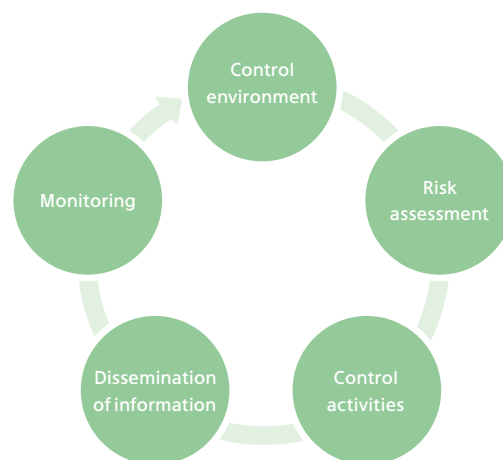 Control
environment
Risk
assessment
Control
activities
Dissemination
of information
Monitoring